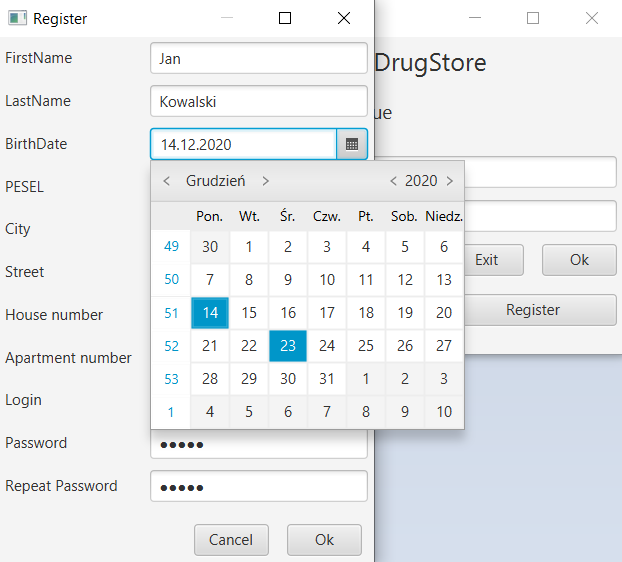 Register
FirstName
Jan
LastName
Kowalski
BirthDate
14.12.2020
PESEL
City
Street
House number
Apartment number
Login
Password
●●●●●
Repeat Password
●●●●●
Cancel
Ok
< Grudzień > < 2020 >
Pon. Wt. Śr. Czw. Pt. Sob. Niedz.
49 30 1 2 3 4 5 6
50 7 8 9 10 11 12 13
51 14 15 16 17 18 19 20
52 21 22 23 24 25 26 27
53 28 29 30 31 1 2 3
1 4 5 6 7 8 9 10
DrugStore
ue
Exit
Ok
Register